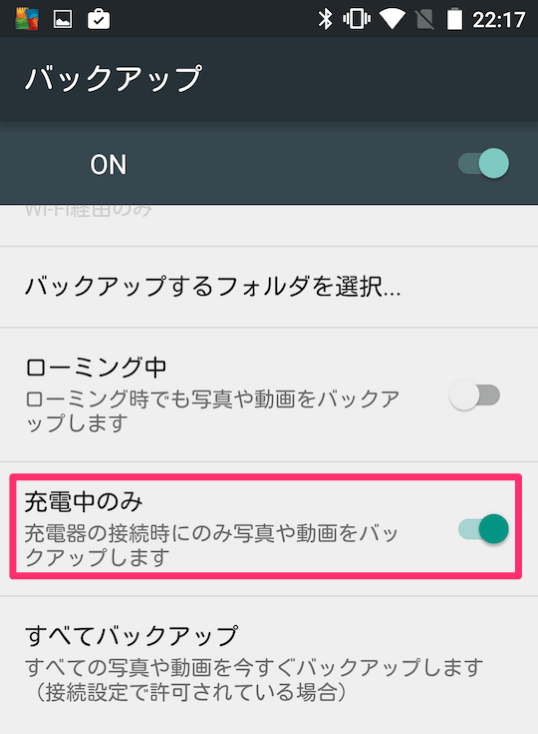 22:17
バックアップ
ON
Wi-Fi経由のみ
バックアップするフォルダを選択...
ローミング中
ローミング時でも写真や動画をバックア
ップします
充電中のみ
充電器の接続時にのみ写真や動画をバッ
クアップします
すべてバックアップ
すべての写真や動画を今すぐバックアップします
（接続設定で許可されている場合）